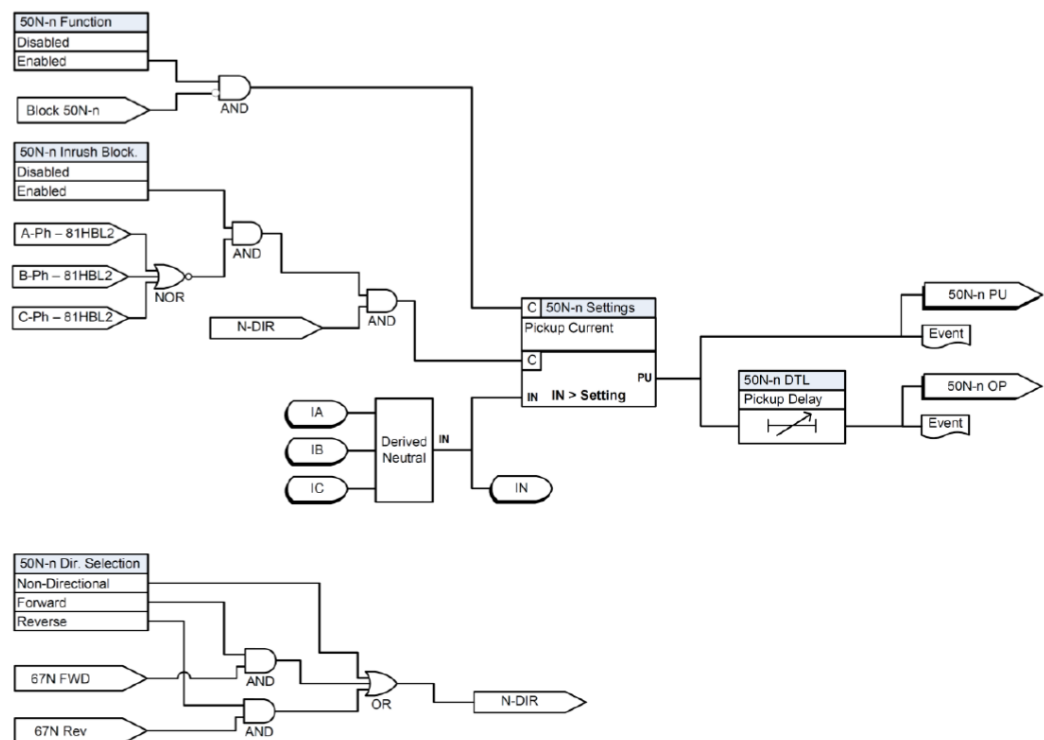 50N-n Function
Disabled
Enabled
Block 50N-n
AND
50N-n Inrush Block.
Disabled
Enabled
A-Ph – 81HBL2
B-Ph – 81HBL2
C-Ph – 81HBL2
NOR
AND
N-DIR
AND
C 50N-n Settings
Pickup Current
C
PU
IN IN > Setting
50N-n PU
Event
50N-n DTL
Pickup Delay
50N-n OP
Event
IA
IB
IC
Derived
Neutral
IN
IN
50N-n Dir. Selection
Non-Directional
Forward
Reverse
67N FWD
AND
67N Rev
AND
OR
N-DIR